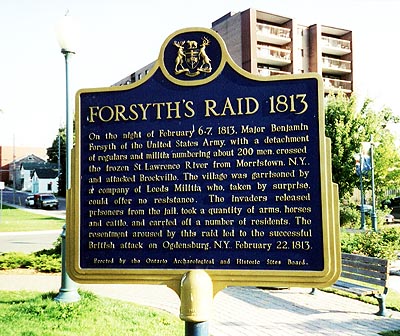 FORSYTH'S RAID 1813
On the night of February 6-7, 1813, Major Benjamin
Forsyth of the United States Army, with a detachment
of regulars and militia numbering about 200 men, crossed
the frozen St. Lawrence River from Morristown, N.Y.,
and attacked Brockville. The village was garrisoned by
a company of Leeds Militia who, taken by surprise,
could offer no resistance. The invaders released
prisoners from the jail, took a quantity of arms, horses
and cattle, and carried off a number of residents. The
resentment aroused by this raid led to the successful
British attack on Ogdensburg, N.Y. February 22, 1813.
Erected by the Ontario Archaeological and Historic Sites Board.